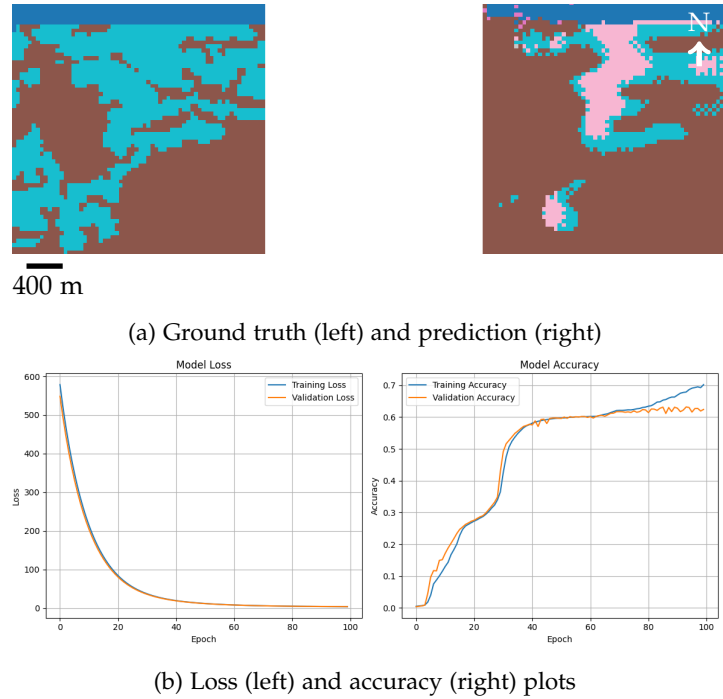 N
400 m
(a) Ground truth (left) and prediction (right)
Model Loss
600
500
400
300
200
100
0
0 20 40 60 80 100
Loss
Epoch
Training Loss
Validation Loss
Model Accuracy
0.7
0.6
0.5
0.4
0.3
0.2
0.1
0.0
0 20 40 60 80 100
Accuracy
Epoch
Training Accuracy
Validation Accuracy
(b) Loss (left) and accuracy (right) plots